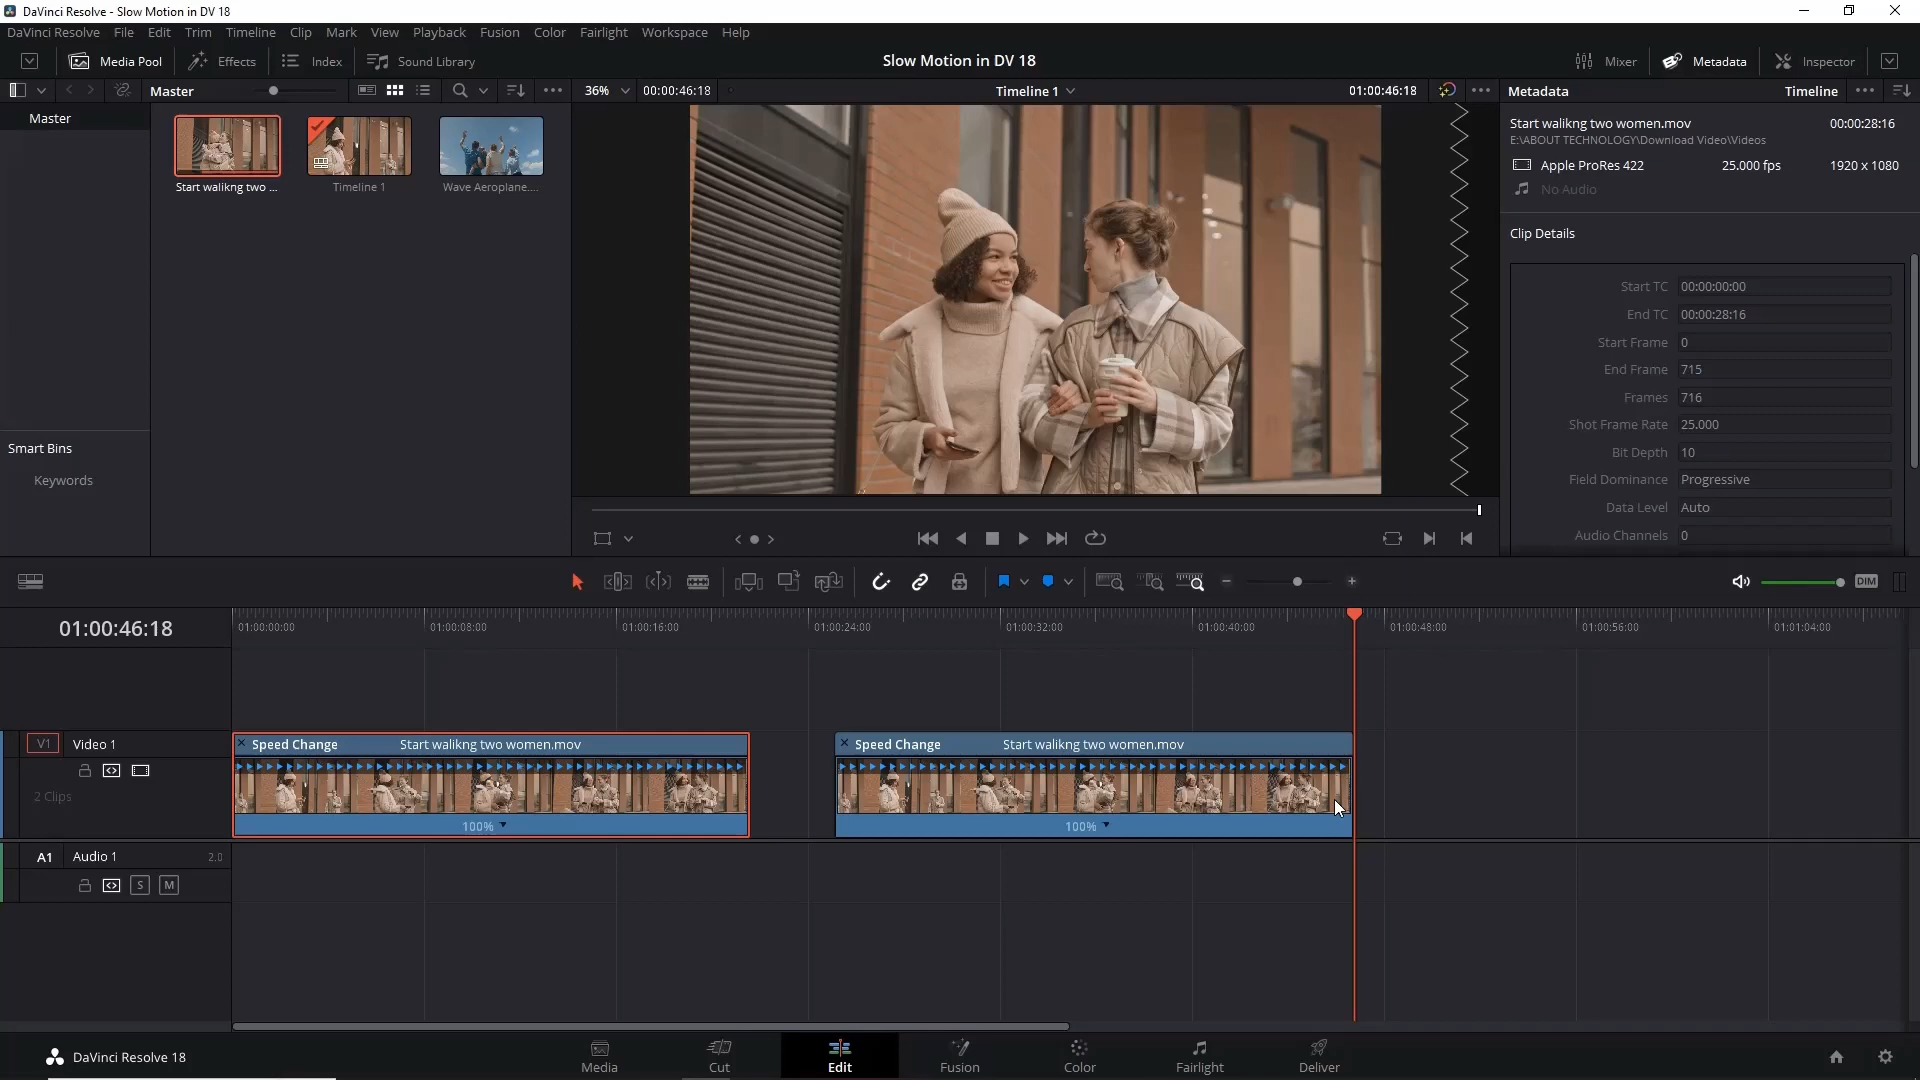 DaVinci Resolve - Slow Motion in DV 18
DaVinci Resolve File Edit Trim Timeline Clip Mark View Playback Fusion Color Fairlight Workspace Help
Media Pool Effects Index Sound Library Slow Motion in DV 18 Mixer Metadata Inspector
Master 36% 00:00:46:18 Timeline 1 01:00:46:18 Metadata Timeline
Master
Start walikng two ... Timeline 1 Wave Aeroplane....
Smart Bins
Keywords
Start walikng two women.mov 00:00:28:16
E:\ABOUT TECHNOLOGY\Download Video\Videos
Apple ProRes 422 25.000 fps 1920 x 1080
No Audio
Clip Details
Start TC 00:00:00:00
End TC 00:00:28:16
Start Frame 0
End Frame 715
Frames 716
Shot Frame Rate 25.000
Bit Depth 10
Field Dominance Progressive
Data Level Auto
Audio Channels 0
DIM
01:00:46:18 01:00:00:00 01:00:08:00 01:00:16:00 01:00:24:00 01:00:32:00 01:00:40:00 01:00:48:00 01:00:56:00 01:01:04:00
V1 Video 1
2 Clips
Speed Change Start walikng two women.mov
100%
Speed Change Start walikng two women.mov
100%
A1 Audio 1 2.0
S M
DaVinci Resolve 18 Media Cut Edit Fusion Color Fairlight Deliver